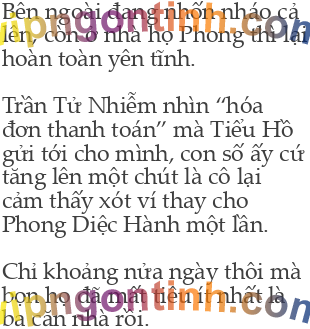 Bên ngoài đang nhốn nháo cả
lên, còn ở nhà họ Phong thì lại
hoàn toàn yên tĩnh.
Trần Tử Nhiễm nhìn “hóa
đơn thanh toán” mà Tiểu Hồ
gửi tới cho mình, con số ấy cứ
tăng lên một chút là cô lại
cảm thấy xót ví thay cho
Phong Diệc Hành một lần.
Chỉ khoảng nửa ngày thôi mà
bọn họ đã mất tiêu ít nhất là
ba căn nhà rồi.